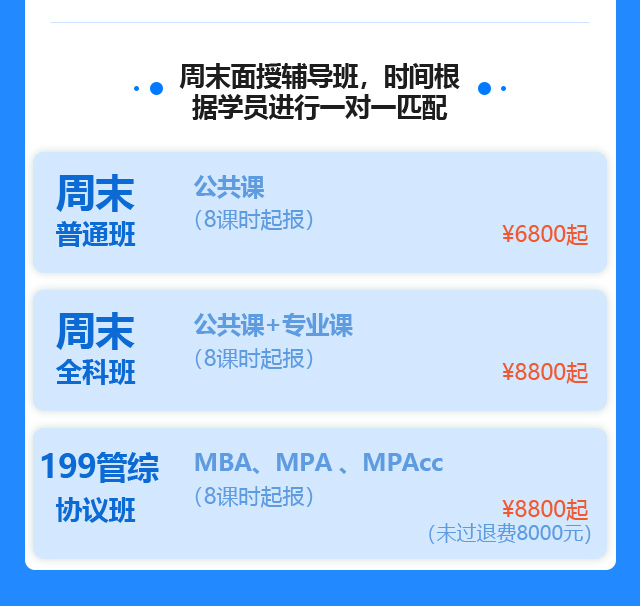 周末面授辅导班，时间根
据学员进行一对一匹配
周末
普通班
公共课
（8课时起报）
¥6800起
周末
全科班
公共课+专业课
（8课时起报）
¥8800起
199管综
协议班
MBA、MPA 、MPAcc
（8课时起报）
¥8800起
（未过退费8000元）